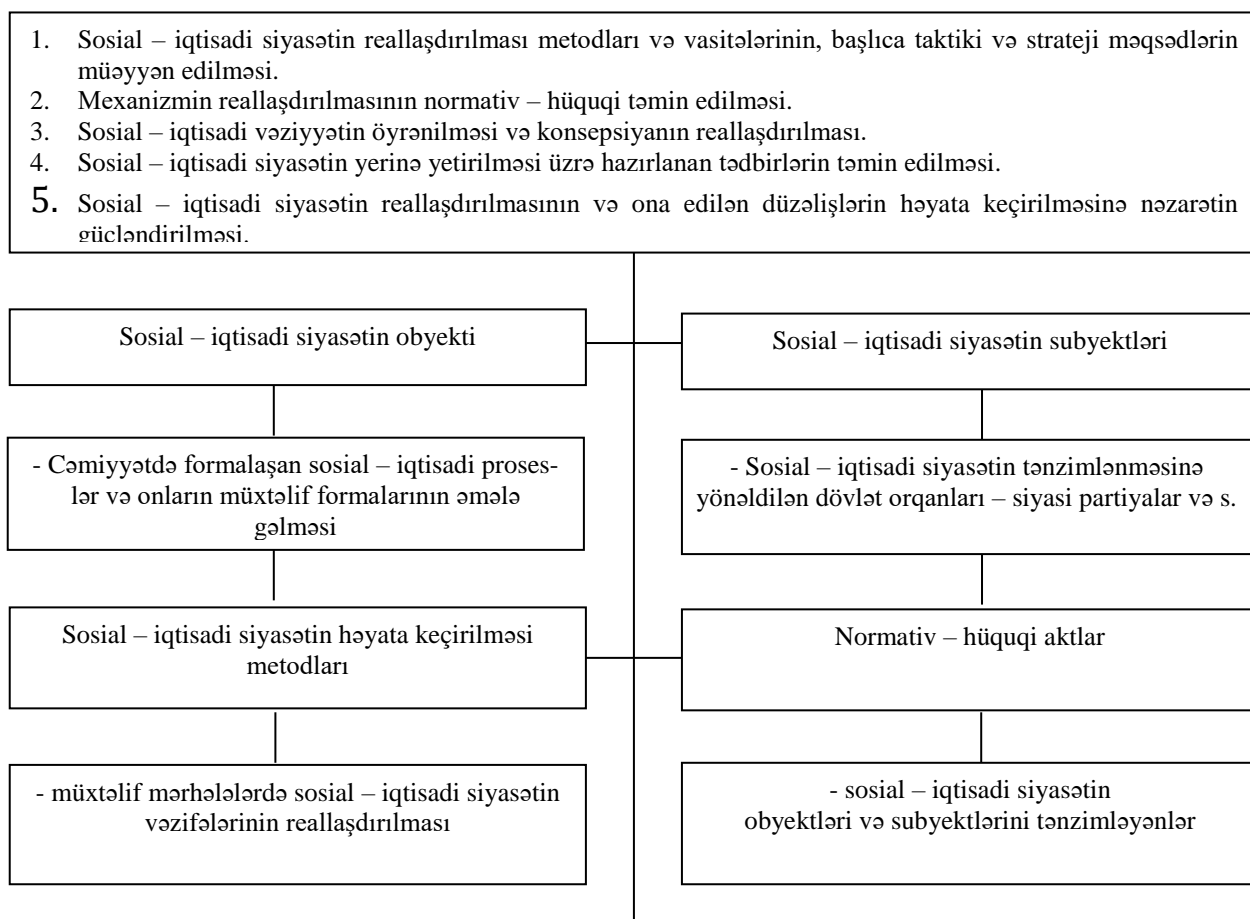 1. Sosial – iqtisadi siyasətin reallaşdırılması metodları və vasitələrinin, başlıca taktiki və strateji məqsədlərin
müəyyən edilməsi.
2. Mexanizmin reallaşdırılmasının normativ – hüquqi təmin edilməsi.
3. Sosial – iqtisadi vəziyyətin öyrənilməsi və konsepsiyanın reallaşdırılması.
4. Sosial – iqtisadi siyasətin yerinə yetirilməsi üzrə hazırlanan tədbirlərin təmin edilməsi.
5. Sosial – iqtisadi siyasətin reallaşdırılmasının və ona edilən düzəlişlərin həyata keçirilməsinə nəzarətin
gücləndirilməsi.
Sosial – iqtisadi siyasətin obyekti
Sosial – iqtisadi siyasətin subyektləri
- Cəmiyyətdə formalaşan sosial – iqtisadi proses-
lər və onların müxtəlif formalarının əmələ
gəlməsi
- Sosial – iqtisadi siyasətin tənzimlənməsinə
yönəldilən dövlət orqanları – siyasi partiyalar və s.
Sosial – iqtisadi siyasətin həyata keçirilməsi
metodları
Normativ – hüquqi aktlar
- müxtəlif mərhələlərdə sosial – iqtisadi siyasətin
vəzifələrinin reallaşdırılması
- sosial – iqtisadi siyasətin
obyektləri və subyektlərini tənzimləyənlər